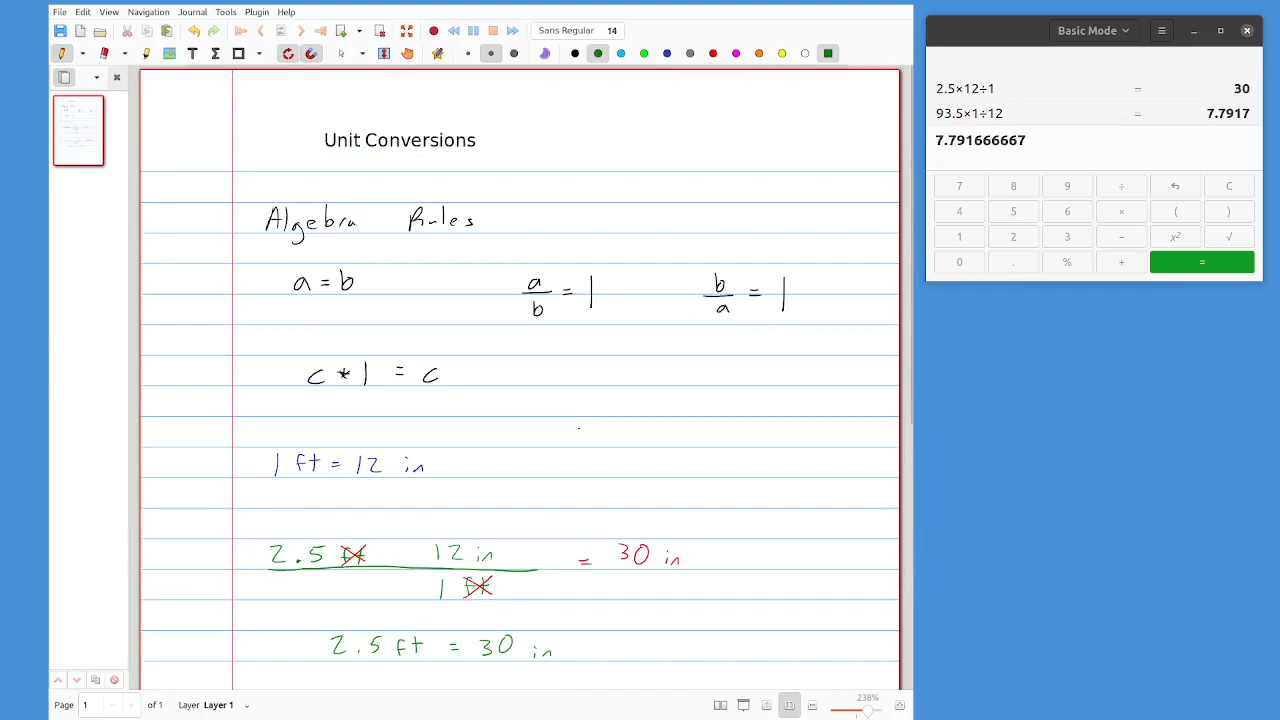 File Edit View Navigation Journal Tools Plugin Help
Sans Regular 14
Unit Conversions
Algebra Rules
a = b a/b = 1 b/a = 1
c * 1 = c
1 ft = 12 in
2.5 ft 12 in = 30 in
1 ft
2.5 ft = 30 in
Page 1 of 1 Layer Layer 1 238%
Basic Mode
2.5×12÷1 = 30
93.5×1÷12 = 7.7917
7.791666667
7 8 9 ÷ C
4 5 6 × ( )
1 2 3 − x² √
0 . % + =